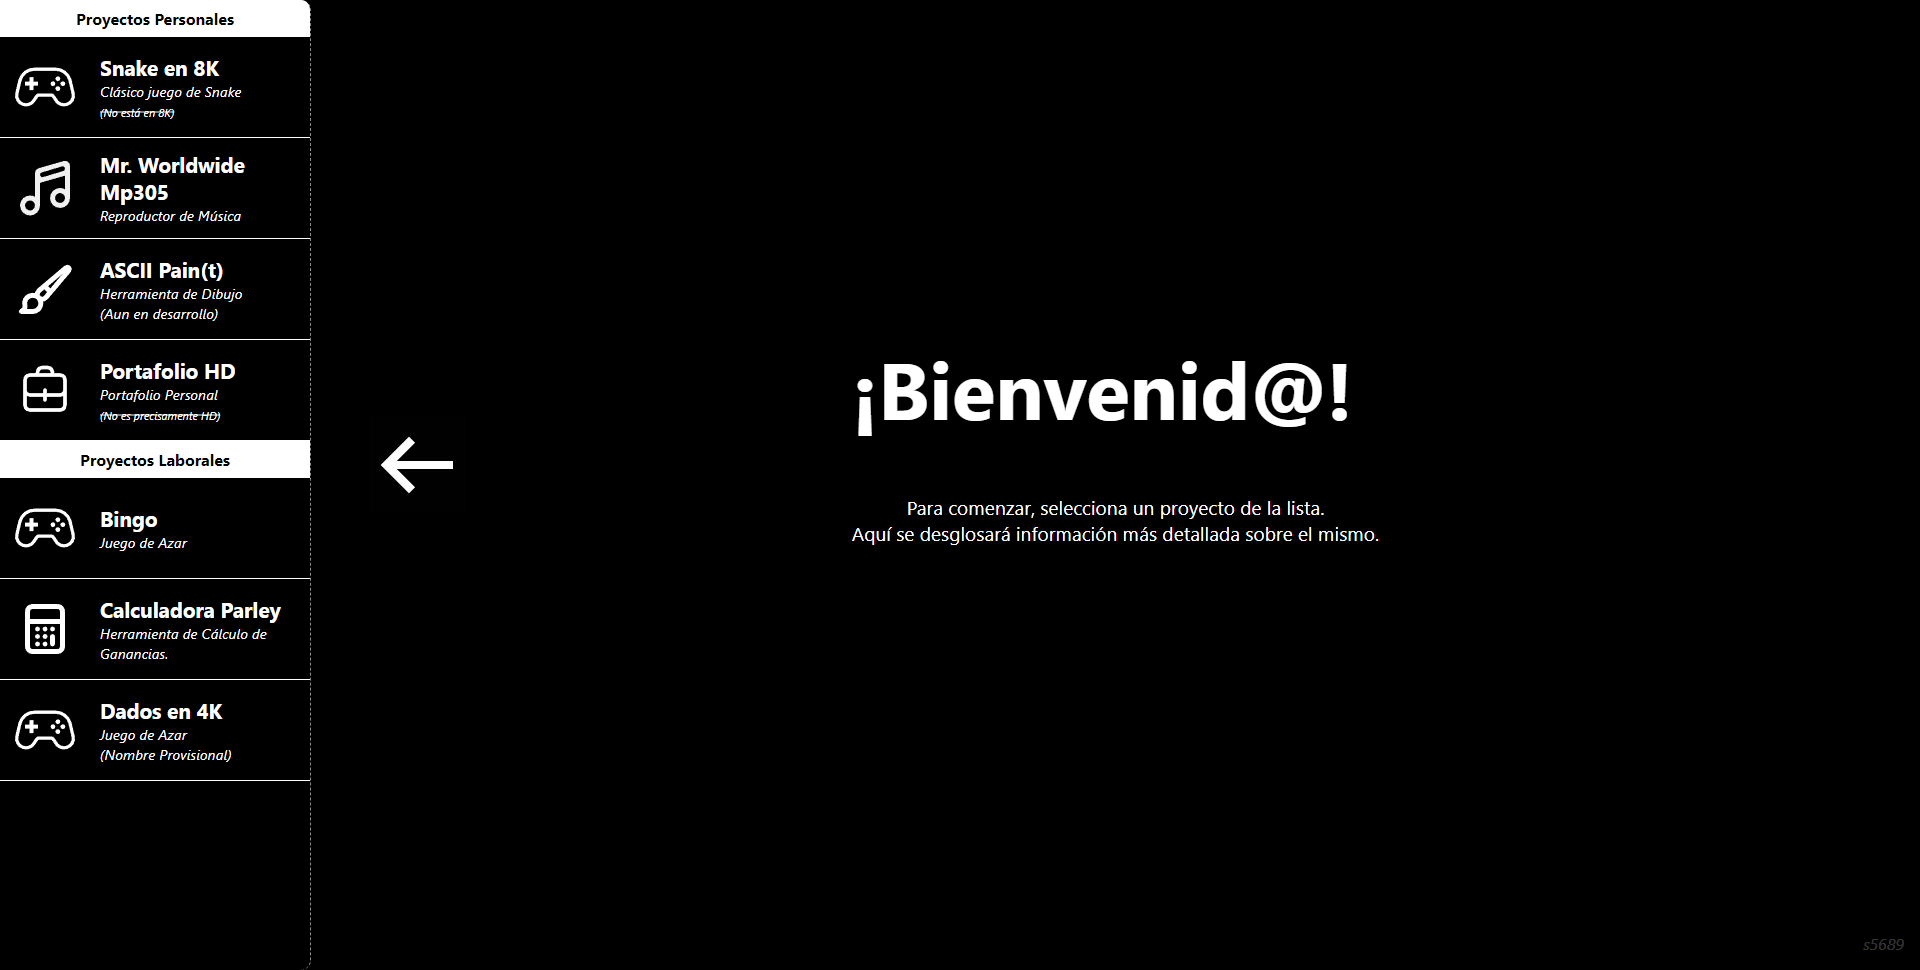 Proyectos Personales
Snake en 8K
Clásico juego de Snake
(No está en 8K)
Mr. Worldwide
Mp305
Reproductor de Música
ASCII Pain(t)
Herramienta de Dibujo
(Aun en desarrollo)
Portafolio HD
Portafolio Personal
(No es precisamente HD)
Proyectos Laborales
Bingo
Juego de Azar
Calculadora Parley
Herramienta de Cálculo de
Ganancias.
Dados en 4K
Juego de Azar
(Nombre Provisional)
¡Bienvenid@!
Para comenzar, selecciona un proyecto de la lista.
Aquí se desglosará información más detallada sobre el mismo.
s5689